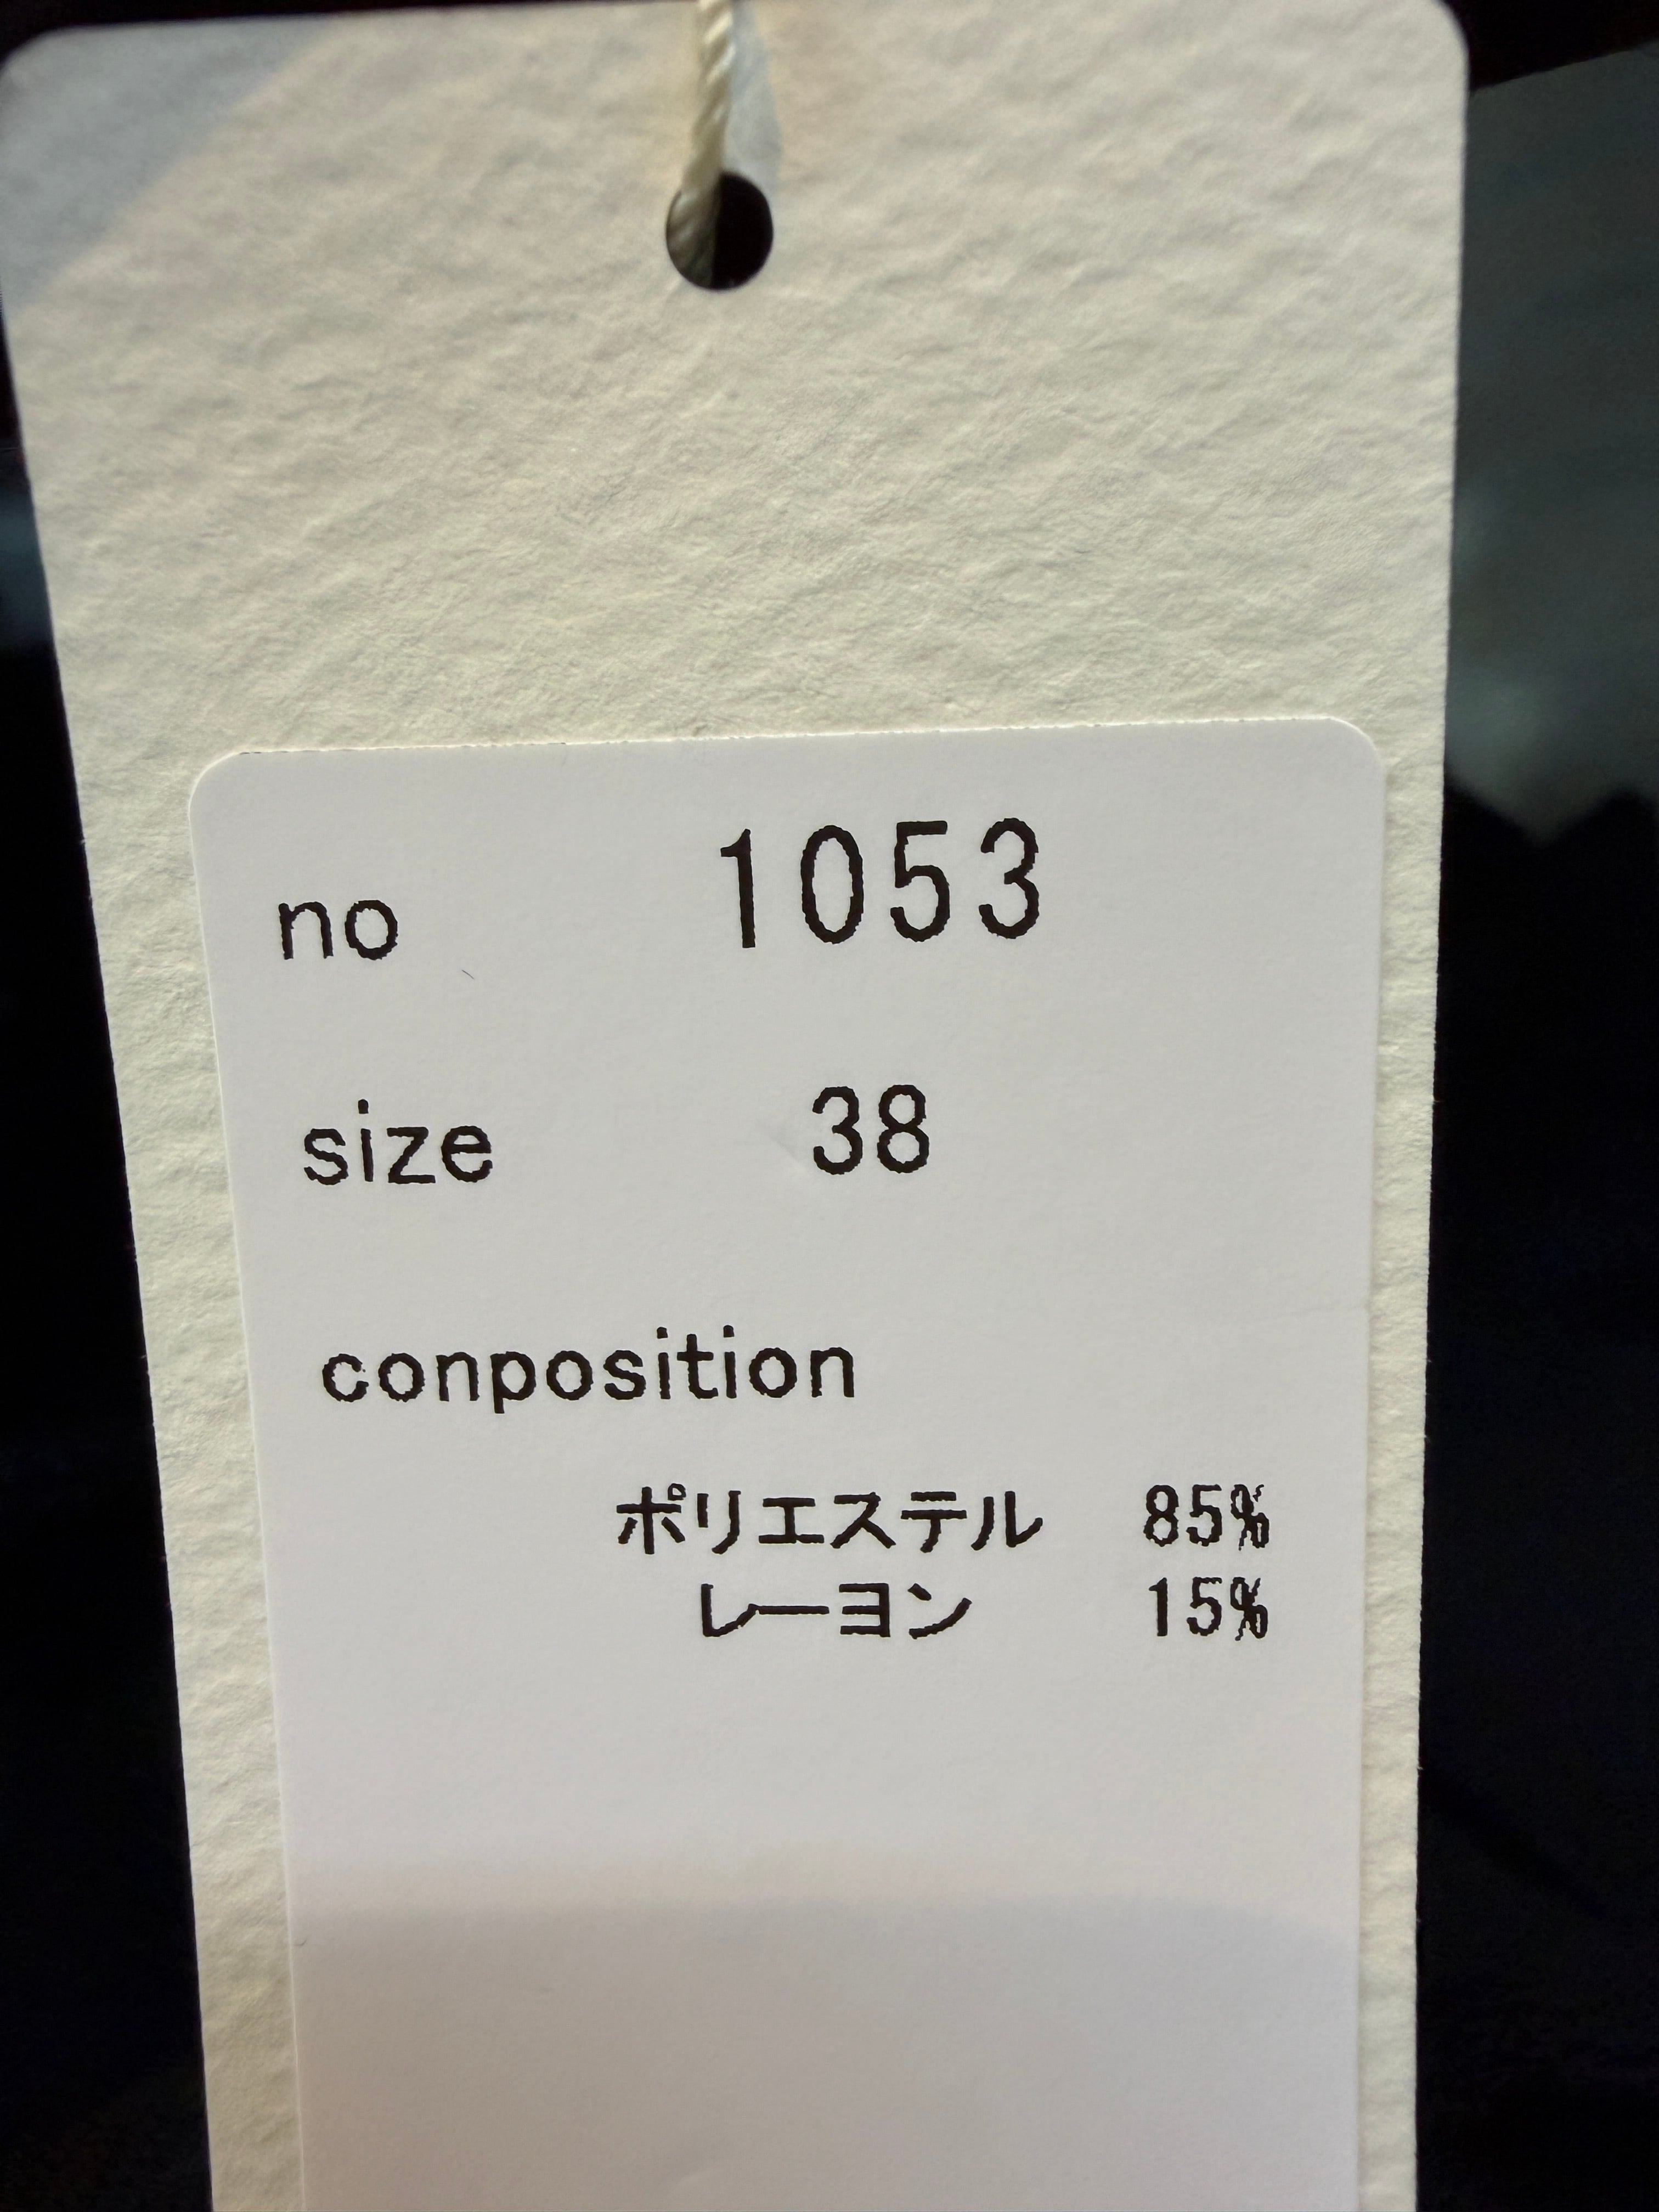 no 1053
size 38
conposition
ポリエステル 85%
レーヨン 15%